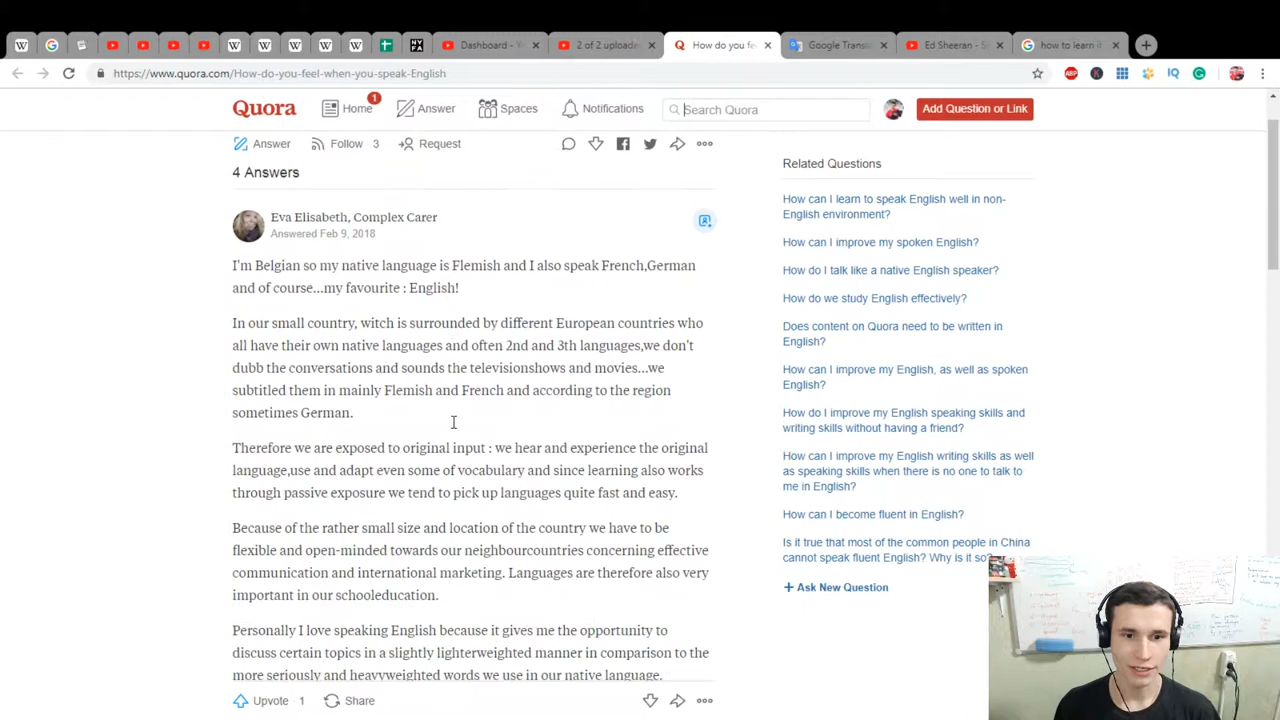 Dashboard - Y
2 of 2 uploade
How do you fe
Google Transl
Ed Sheeran - S
how to learn i
https://www.quora.com/How-do-you-feel-when-you-speak-English
Quora
Home
1
Answer
Spaces
Notifications
Search Quora
Add Question or Link
Answer
Follow 3
Request
4 Answers
Eva Elisabeth, Complex Carer
Answered Feb 9, 2018
I'm Belgian so my native language is Flemish and I also speak French,German
and of course...my favourite : English!
In our small country, witch is surrounded by different European countries who
all have their own native languages and often 2nd and 3th languages,we don't
dubb the conversations and sounds the televisionshows and movies...we
subtitled them in mainly Flemish and French and according to the region
sometimes German.
Therefore we are exposed to original input : we hear and experience the original
language,use and adapt even some of vocabulary and since learning also works
through passive exposure we tend to pick up languages quite fast and easy.
Because of the rather small size and location of the country we have to be
flexible and open-minded towards our neighbourcountries concerning effective
communication and international marketing. Languages are therefore also very
important in our schooleducation.
Personally I love speaking English because it gives me the opportunity to
discuss certain topics in a slightly lighterweighted manner in comparison to the
more seriously and heavyweighted words we use in our native language.
Upvote · 1
Share
Related Questions
How can I learn to speak English well in non-
English environment?
How can I improve my spoken English?
How do I talk like a native English speaker?
How do we study English effectively?
Does content on Quora need to be written in
English?
How can I improve my English, as well as spoken
English?
How do I improve my English speaking skills and
writing skills without having a friend?
How can I improve my English writing skills as well
as speaking skills when there is no one to talk to
me in English?
How can I become fluent in English?
Is it true that most of the common people in China
cannot speak fluent English? Why is it so?
+ Ask New Question